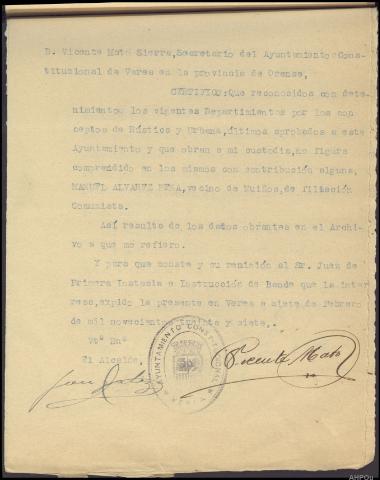 D. Vicente Mato Sierra,Secretario del Ayuntamiento Cons-
titucional de Verea en la provincia de Orense,
CERTIFICO:Que reconocidos con dete-
nimiento los vigentes Repartimientos por los con
ceptos de Rústica y Urbana,últimos aprobados a este
Ayuntamiento y que obran a mi custodia,no figura
comprendido en los mismos con contribución alguna,
MANUEL ALVAREZ PENA, vecino de Muiños,de filiación
Comunista.
Así resulta de los datos obrantes en el Archi-
vo a que me refiero.
Y para que conste y su remisión al Sr. Juez de
Primera Instacia e Instrucción de Bande que la inter
resa,expido la presente en Verea a siete de Febrero
de mil novecientos treinta y siete.
Vtº Bnº
El Alcalde,
AYUNTAMIENTO CONSTITUCIONAL
Vicente Mato
AHPOu